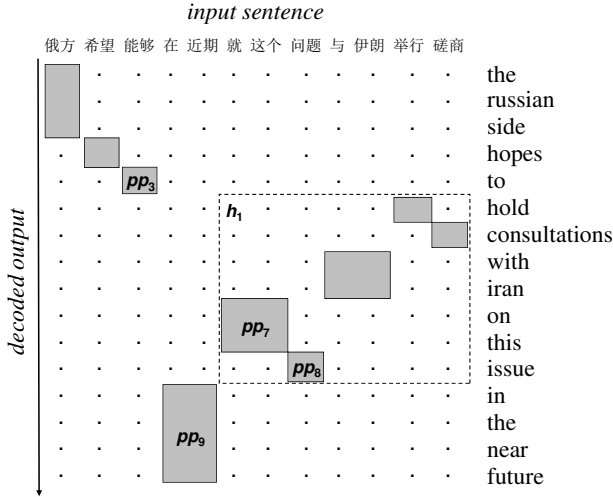 input sentence
俄方 希望 能够 在 近期 就 这个 问题 与 伊朗 举行 磋商
decoded output
the
russian
side
hopes
pp3 to
h1 hold
consultations
with
iran
on
pp7
this
pp8 issue
in
the
pp9
near
future